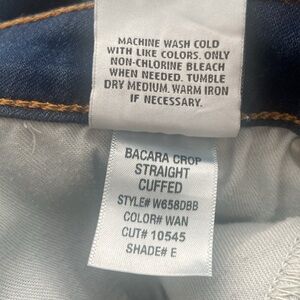 MACHINE WASH COLD
WITH LIKE COLORS. ONLY
NON-CHLORINE BLEACH
WHEN NEEDED. TUMBLE
DRY MEDIUM. WARM IRON
IF NECESSARY.
BACARA CROP
STRAIGHT
CUFFED
STYLE# W658DBB
COLOR# WAN
CUT# 10545
SHADE# E